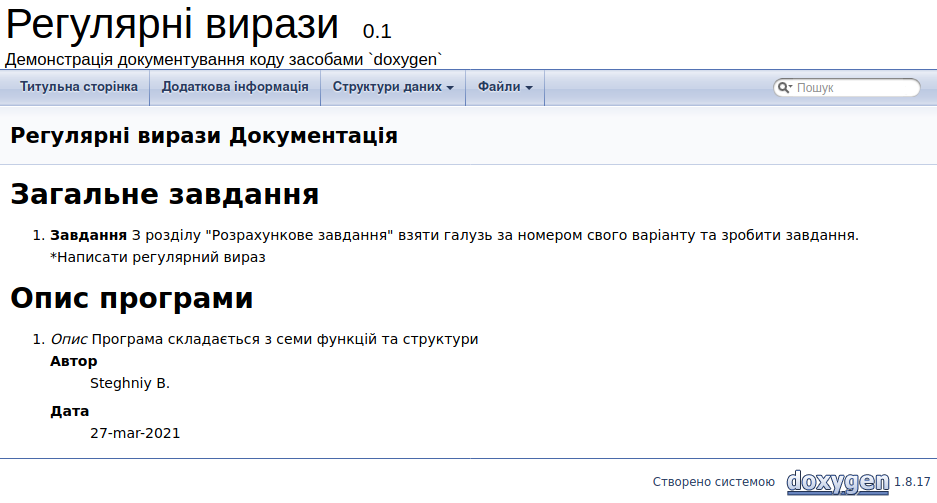 Регулярні вирази 0.1
Демонстрація документування коду засобами `doxygen`
Титульна сторінка Додаткова інформація Структури даних Файли Пошук
Регулярні вирази Документація
Загальне завдання
1. Завдання З розділу "Розрахункове завдання" взяти галузь за номером свого варіанту та зробити завдання.
*Написати регулярний вираз
Опис програми
1. Опис Програма складається з семи функцій та структури
Автор
Steghniy B.
Дата
27-mar-2021
Створено системою doxygen 1.8.17